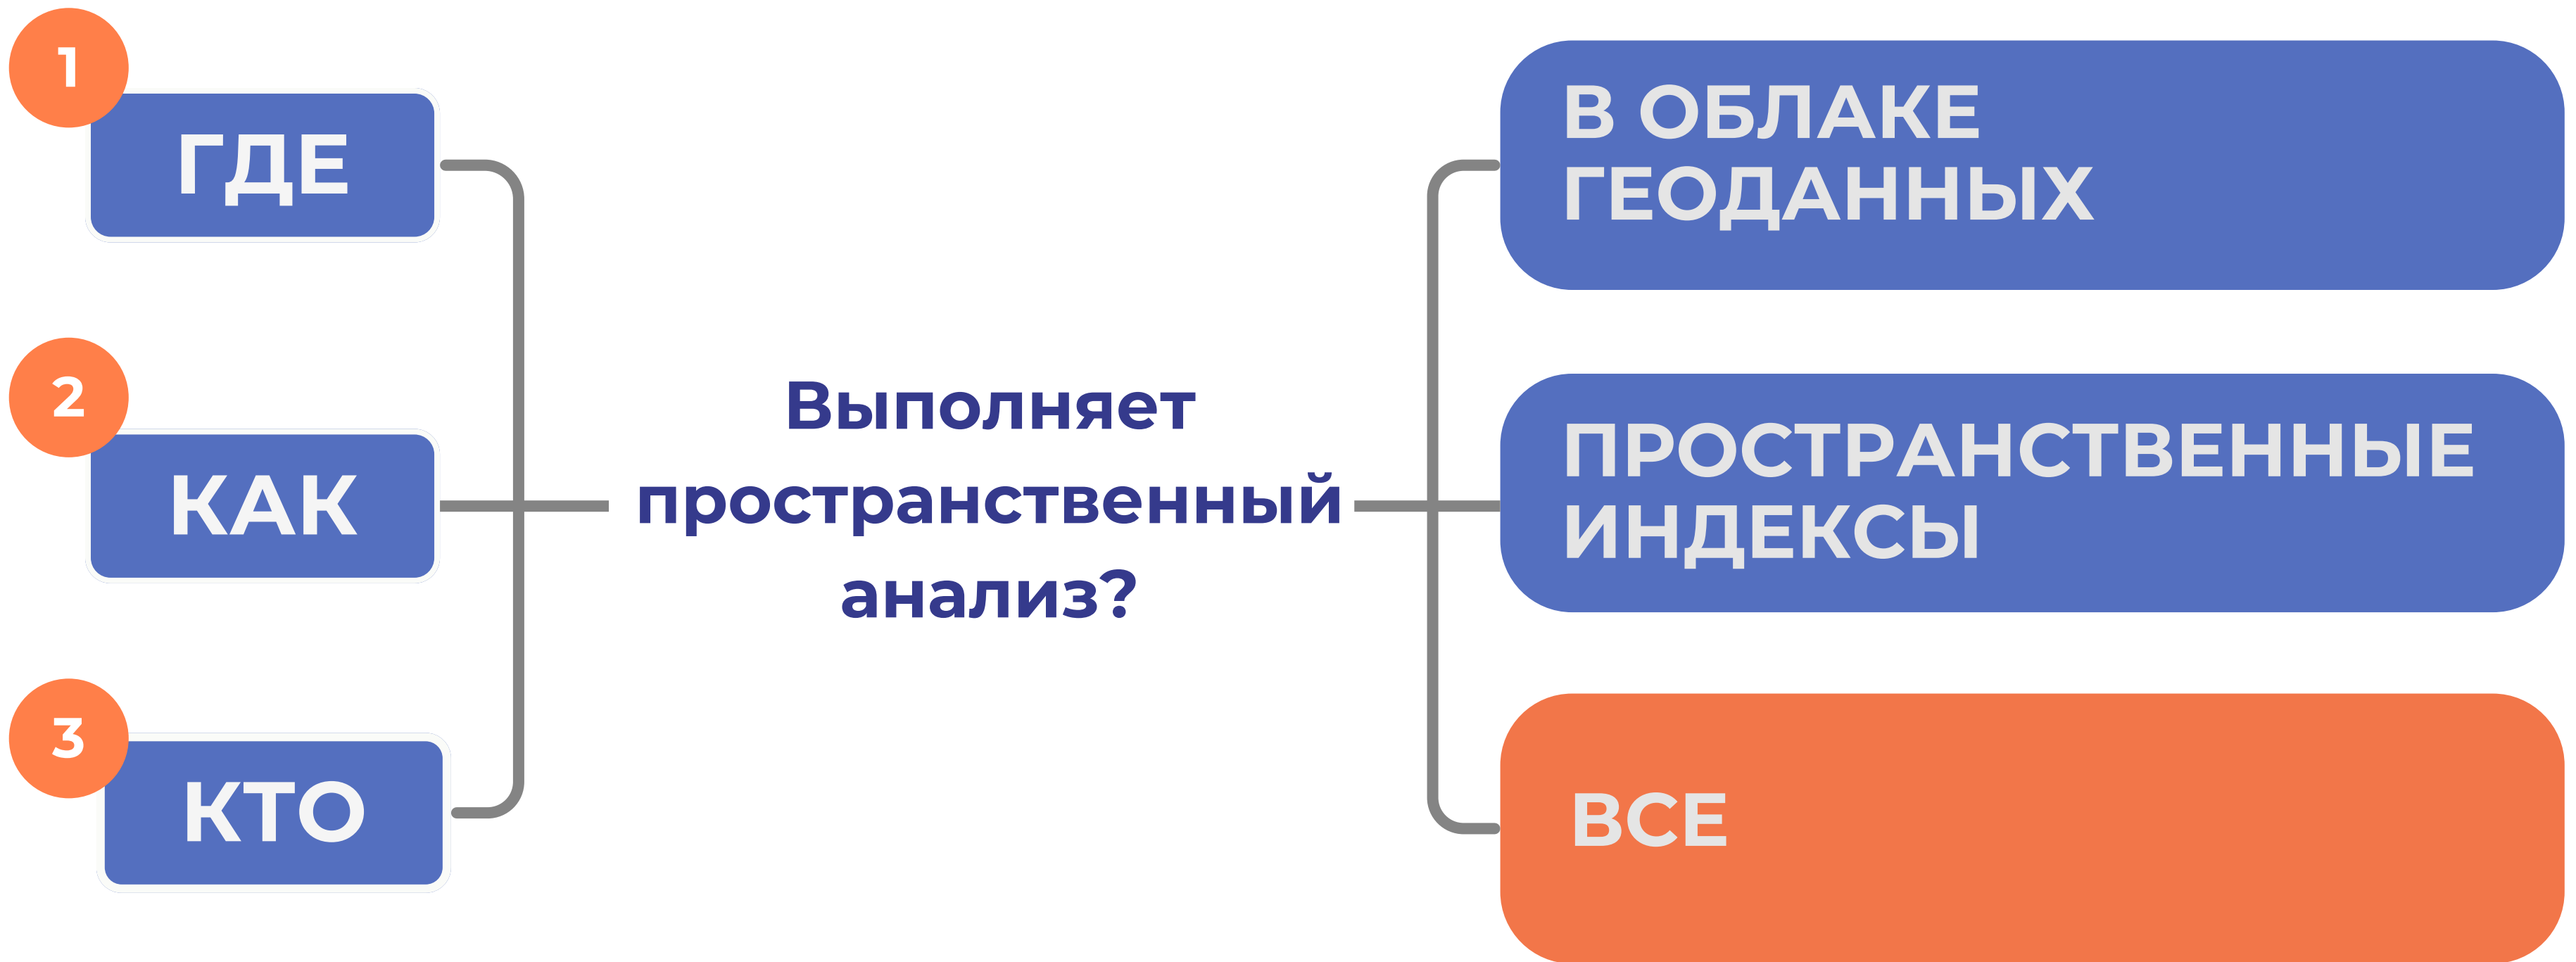 1
ГДЕ
2
КАК
3
КТО
Выполняет
пространственный
анализ?
В ОБЛАКЕ
ГЕОДАННЫХ
ПРОСТРАНСТВЕННЫЕ
ИНДЕКСЫ
ВСЕ